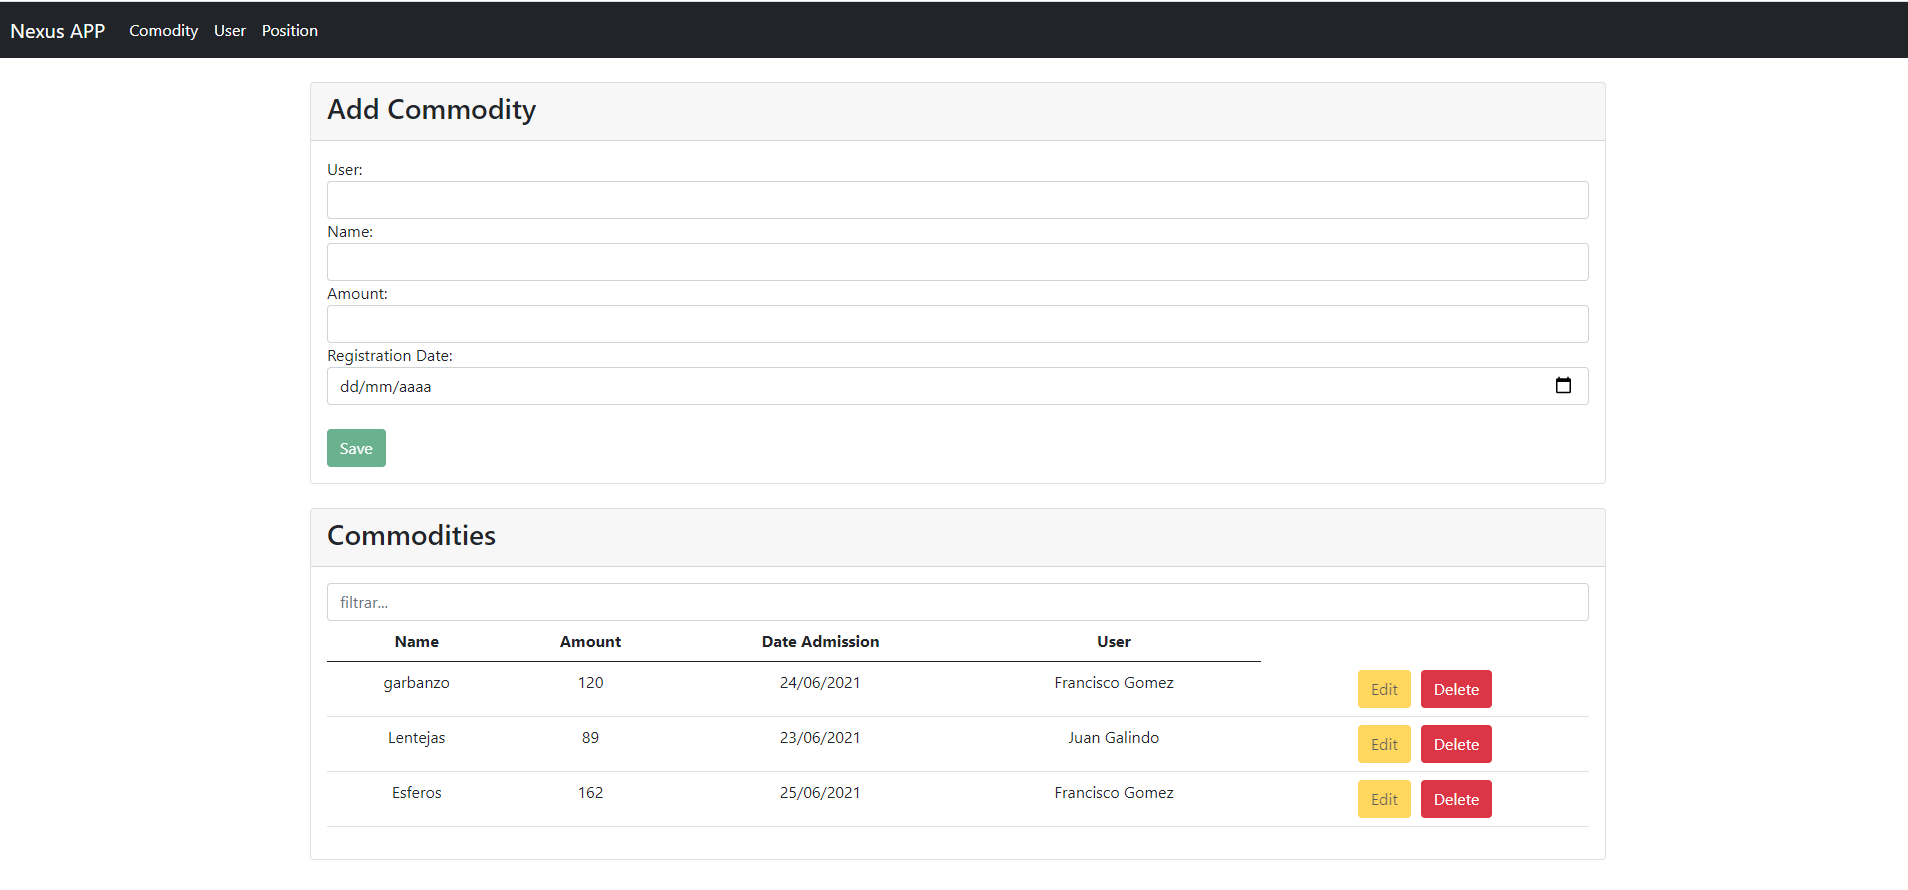 Nexus APP Comodity User Position
Add Commodity
User:
Name:
Amount:
Registration Date:
dd/mm/aaaa
Save
Commodities
filtrar...
Name Amount Date Admission User
garbanzo 120 24/06/2021 Francisco Gomez Edit Delete
Lentejas 89 23/06/2021 Juan Galindo Edit Delete
Esferos 162 25/06/2021 Francisco Gomez Edit Delete